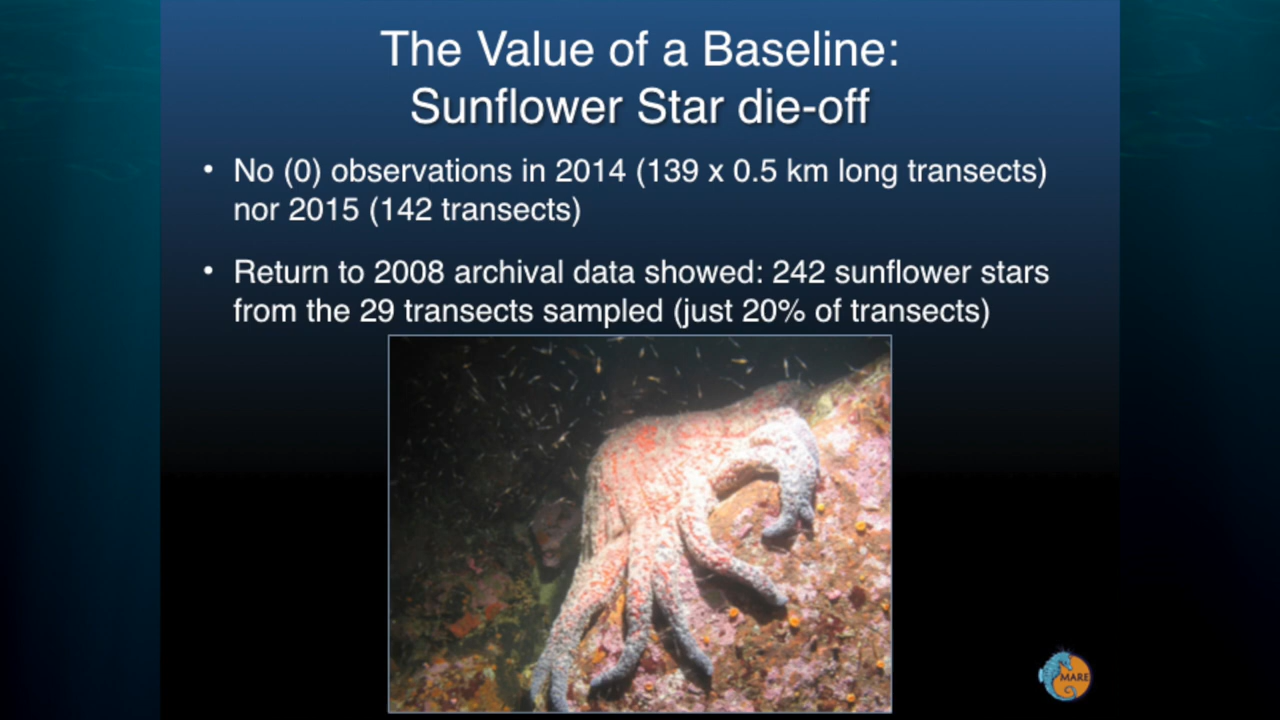 The Value of a Baseline:
Sunflower Star die-off
• No (0) observations in 2014 (139 x 0.5 km long transects)
nor 2015 (142 transects)
• Return to 2008 archival data showed: 242 sunflower stars
from the 29 transects sampled (just 20% of transects)
MARE